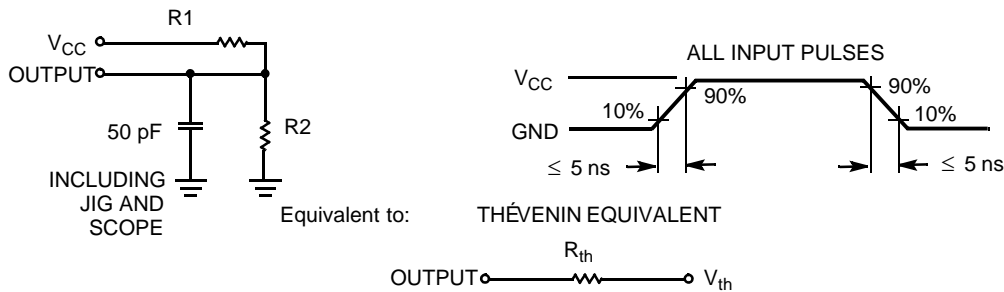 R1
V_CC
OUTPUT
50 pF
R2
INCLUDING
JIG AND
SCOPE
ALL INPUT PULSES
V_CC
GND
10%
90%
90%
10%
≤ 5 ns
≤ 5 ns
Equivalent to:
THÉVENIN EQUIVALENT
R_th
OUTPUT
V_th